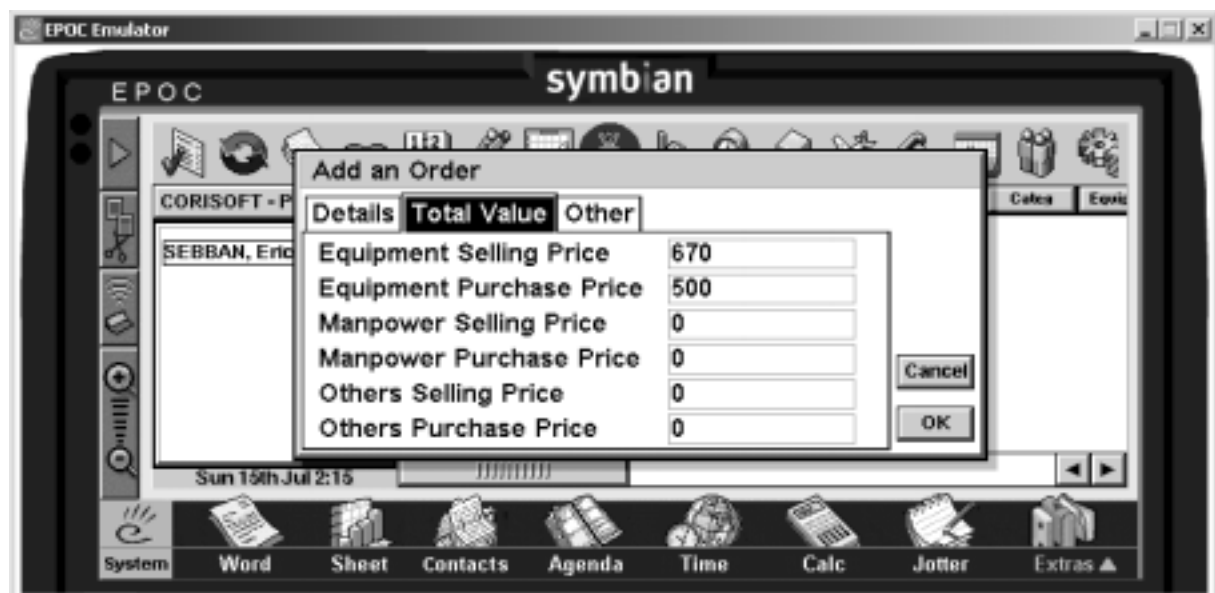 EPOC Emulator
symbian
EPOC
Add an Order
CORISOFT - P
Details Total Value Other
SEBBAN, Eric
Equipment Selling Price 670
Equipment Purchase Price 500
Manpower Selling Price 0
Manpower Purchase Price 0
Others Selling Price 0
Others Purchase Price 0
Cancel
OK
Sun 15th Jul 2:15
System Word Sheet Contacts Agenda Time Calc Jotter Extras